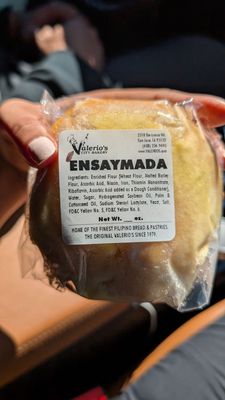 Valerio's
CITY BAKERY
ENSAYMADA
Ingredients: Enriched Flour (Wheat Flour, Malted Barley
Flour, Ascorbic Acid, Niacin, Iron, Thiamin Mononitrate,
Riboflavin, Ascorbic Acid added as a Dough Conditioner),
Water, Sugar, Hydrogenated Soybean Oil, Palm &
Cottonseed Oil, Sodium Stearoyl Lactylate, Yeast, Salt,
FD&C Yellow No. 5, FD&C Yellow No. 6
Net Wt. ___ oz.
HOME OF THE FINEST FILIPINO BREAD & PASTRIES.
THE ORIGINAL VALERIO'S SINCE 1979.